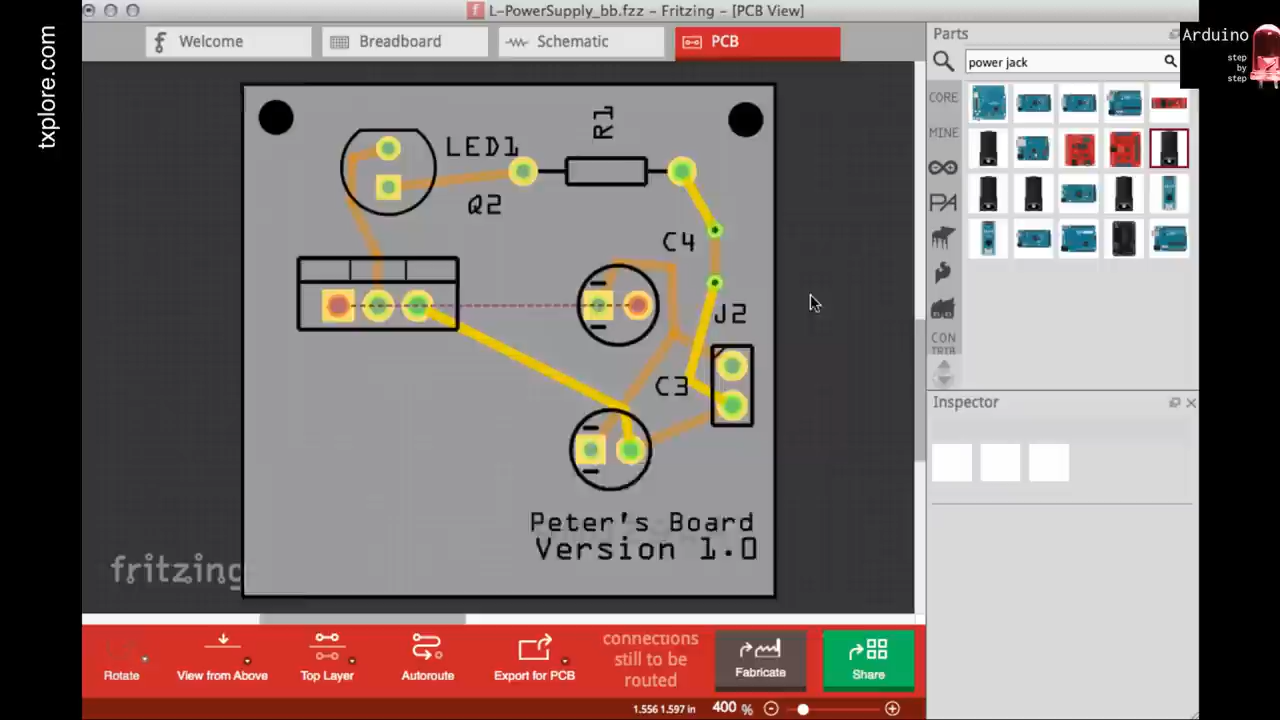 L-PowerSupply_bb.fzz – Fritzing – [PCB View]
txplore.com
Welcome
Breadboard
Schematic
PCB
Parts
power jack
Arduino
step
by
step
CORE
MINE
PA
CON
TRIB
LED1
R1
Q2
C4
J2
C3
Peter's Board
Version 1.0
fritzing
Inspector
Rotate
View from Above
Top Layer
Autoroute
Export for PCB
connections
still to be
routed
Fabricate
Share
1.556 1.597 in
400 %